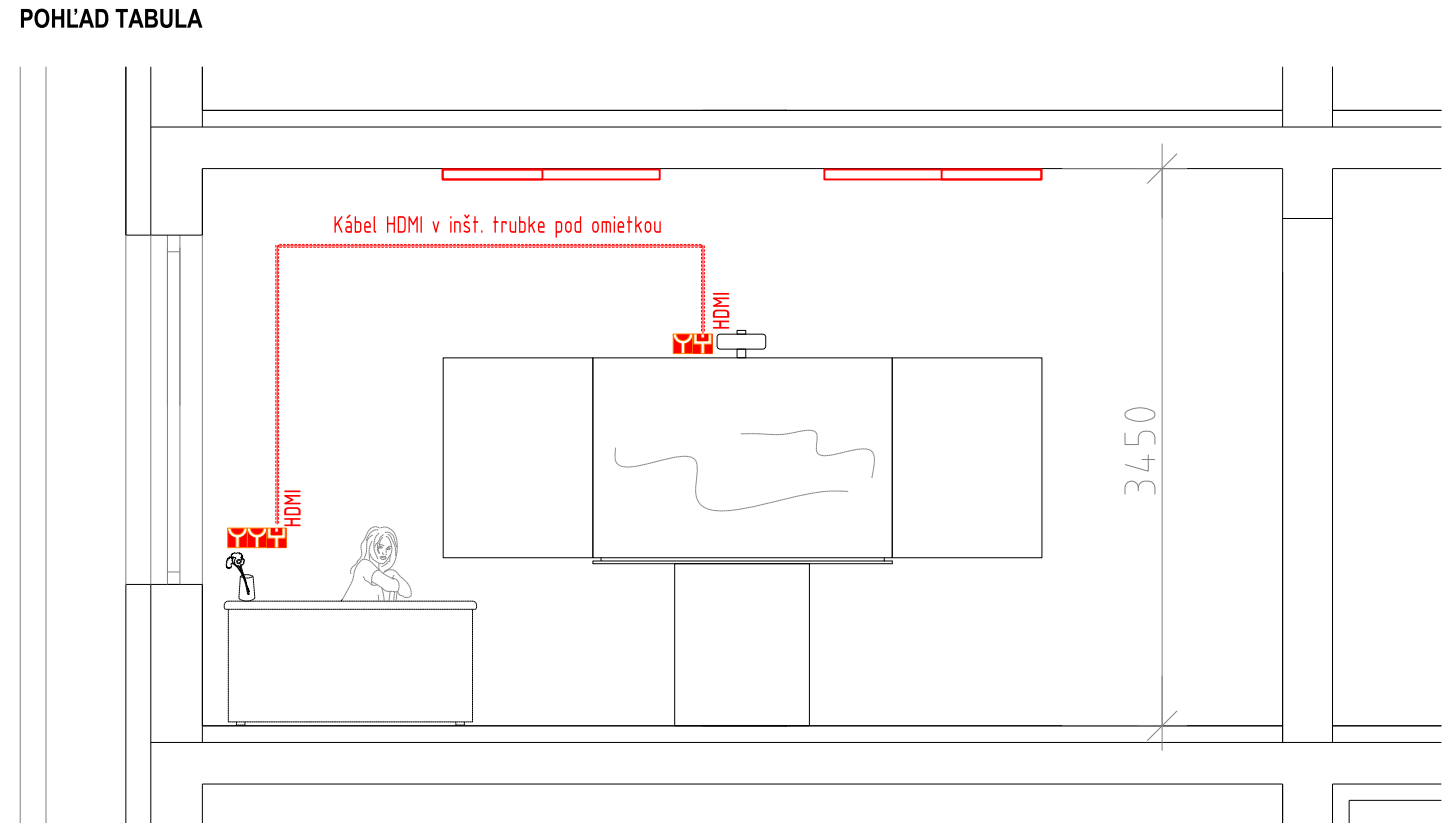 POHĽAD TABULA
Kábel HDMI v inšt. trubke pod omietkou
HDMI
3450
HDMI